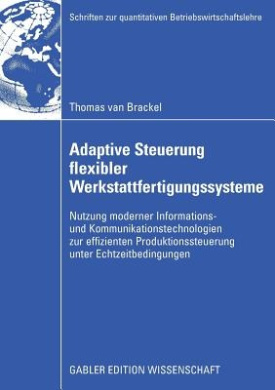 Schriften zur quantitativen Betriebswirtschaftslehre
Thomas van Brackel
Adaptive Steuerung
flexibler
Werkstattfertigungssysteme
Nutzung moderner Informations-
und Kommunikationstechnologien
zur effizienten Produktionssteuerung
unter Echtzeitbedingungen
GABLER EDITION WISSENSCHAFT